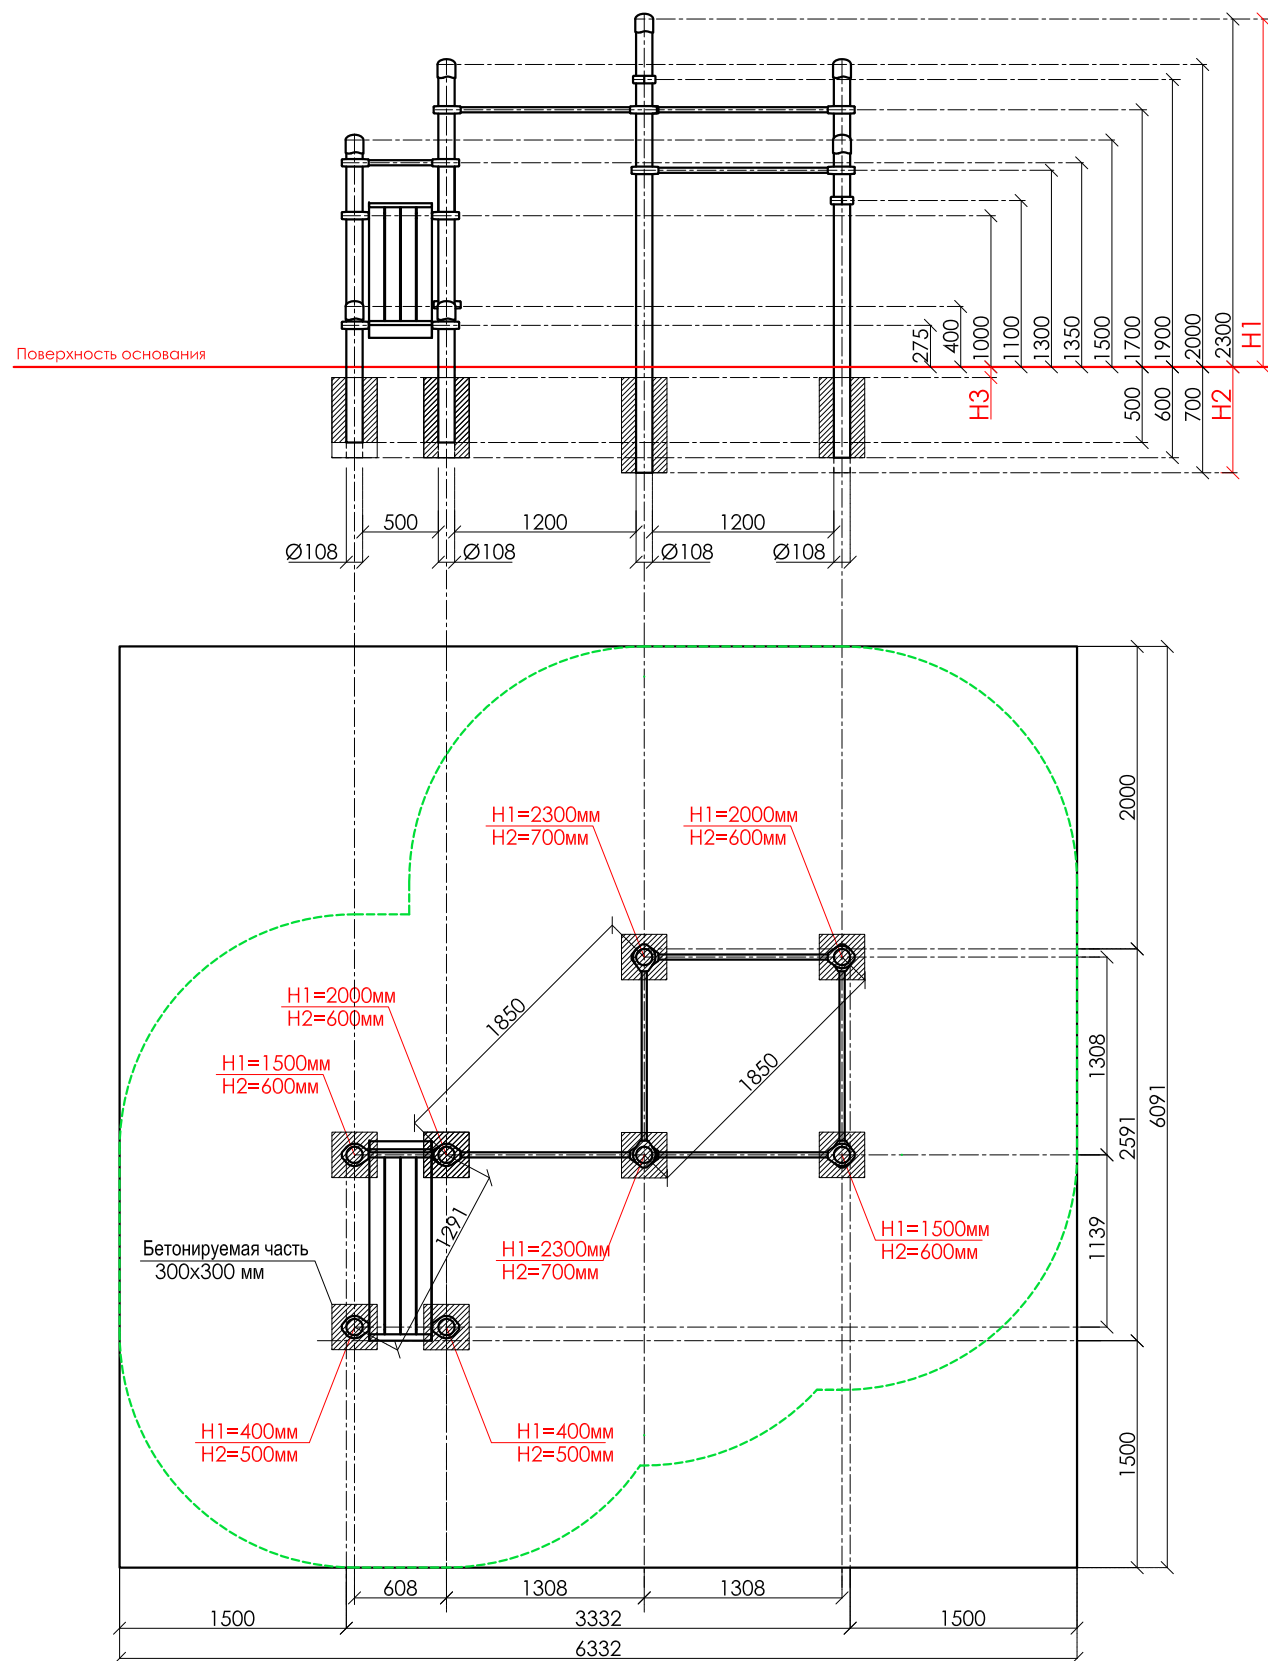 Поверхность основания
275
400
1000
1100
1300
1350
1500
1700
1900
2000
2300
H1
H3
500
600
700
H2
500
1200
1200
Ø108
Ø108
Ø108
Ø108
H1=2300мм
H2=700мм
H1=2000мм
H2=600мм
2000
H1=2000мм
H2=600мм
1850
1850
H1=1500мм
H2=600мм
1308
2591
6091
1291
1139
H1=2300мм
H2=700мм
H1=1500мм
H2=600мм
Бетонируемая часть
300х300 мм
H1=400мм
H2=500мм
H1=400мм
H2=500мм
1500
608
1308
1308
1500
3332
1500
6332